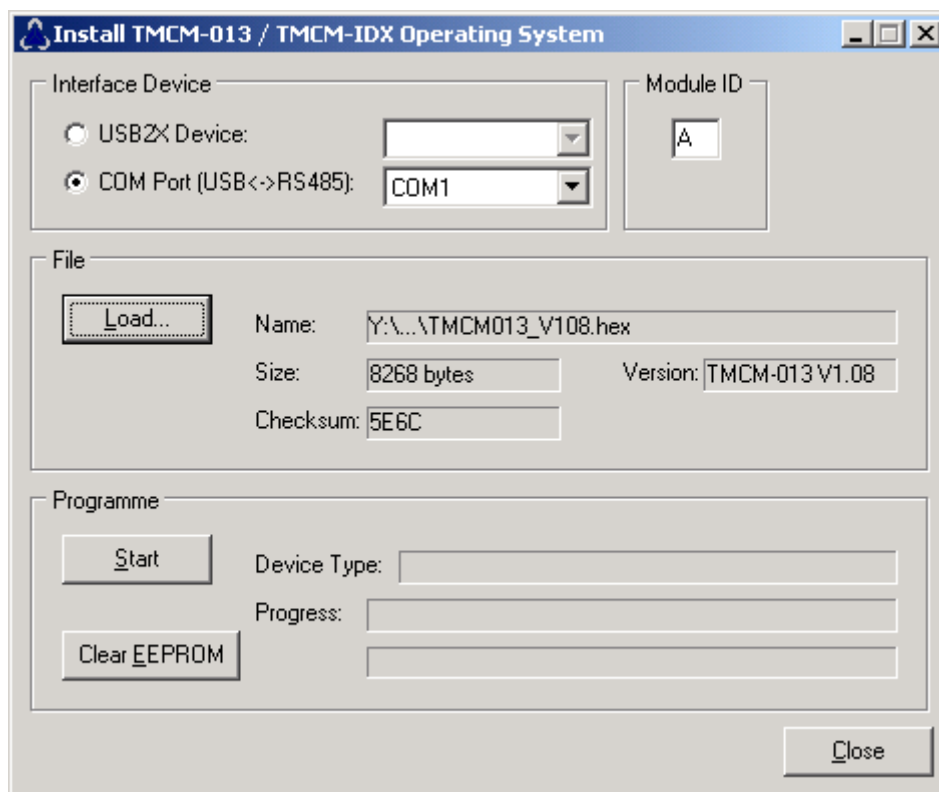 Install TMCM-013 / TMCM-IDX Operating System
Interface Device
USB2X Device:
COM Port (USB<->RS485): COM1
Module ID
A
File
Load...
Name: Y:\...\TMCM013_V108.hex
Size: 8268 bytes Version: TMCM-013 V1.08
Checksum: 5E6C
Programme
Start
Device Type:
Progress:
Clear EEPROM
Close